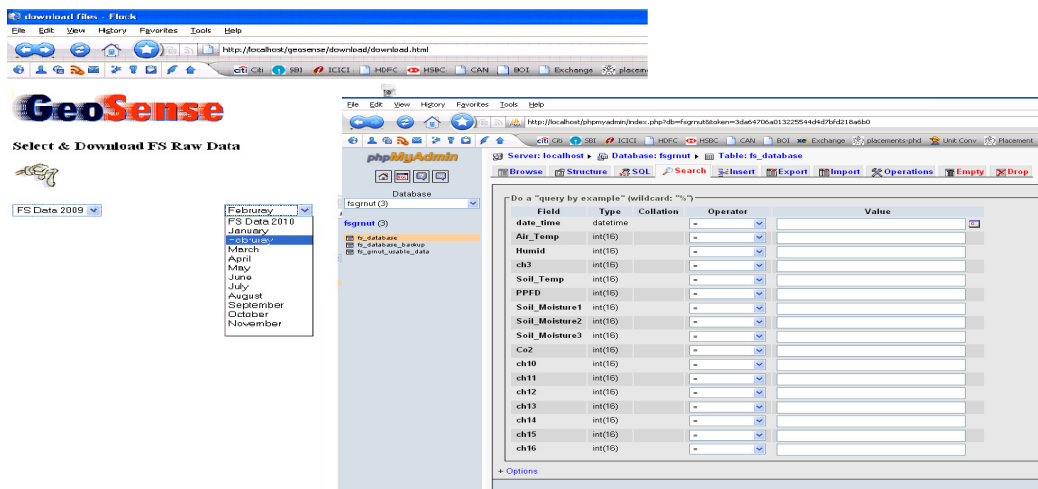 download files - Flock
File Edit View History Favorites Tools Help
http://localhost/geosense/download/download.html
citi Citi SBI ICICI HDFC HSBC CAN BOI Exchange placemen
GeoSense
Select & Download FS Raw Data
FS Data 2009
Februray
FS Data 2010
January
Februray
March
April
May
June
July
August
September
October
November
File Edit View History Favorites Tools Help
http://localhost/phpmyadmin/index.php?db=fsgrnut&token=3da64706a013225544d4d7bfd218a6b0
citi Citi SBI ICICI HDFC HSBC CAN BOI Exchange placements-phd Unit Conv Placement
phpMyAdmin
Database
fsgrnut (3)
fsgrnut (3)
fs_database
fs_database_backup
fs_grnut_usable_data
Server: localhost Database: fsgrnut Table: fs_database
Browse Structure SQL Search Insert Export Import Operations Empty Drop
Do a "query by example" (wildcard: "%")
Field Type Collation Operator Value
date_time datetime =
Air_Temp int(16) =
Humid int(16) =
ch3 int(16) =
Soil_Temp int(16) =
PPFD int(16) =
Soil_Moisture1 int(16) =
Soil_Moisture2 int(16) =
Soil_Moisture3 int(16) =
Co2 int(16) =
ch10 int(16) =
ch11 int(16) =
ch12 int(16) =
ch13 int(16) =
ch14 int(16) =
ch15 int(16) =
ch16 int(16) =
+ Options